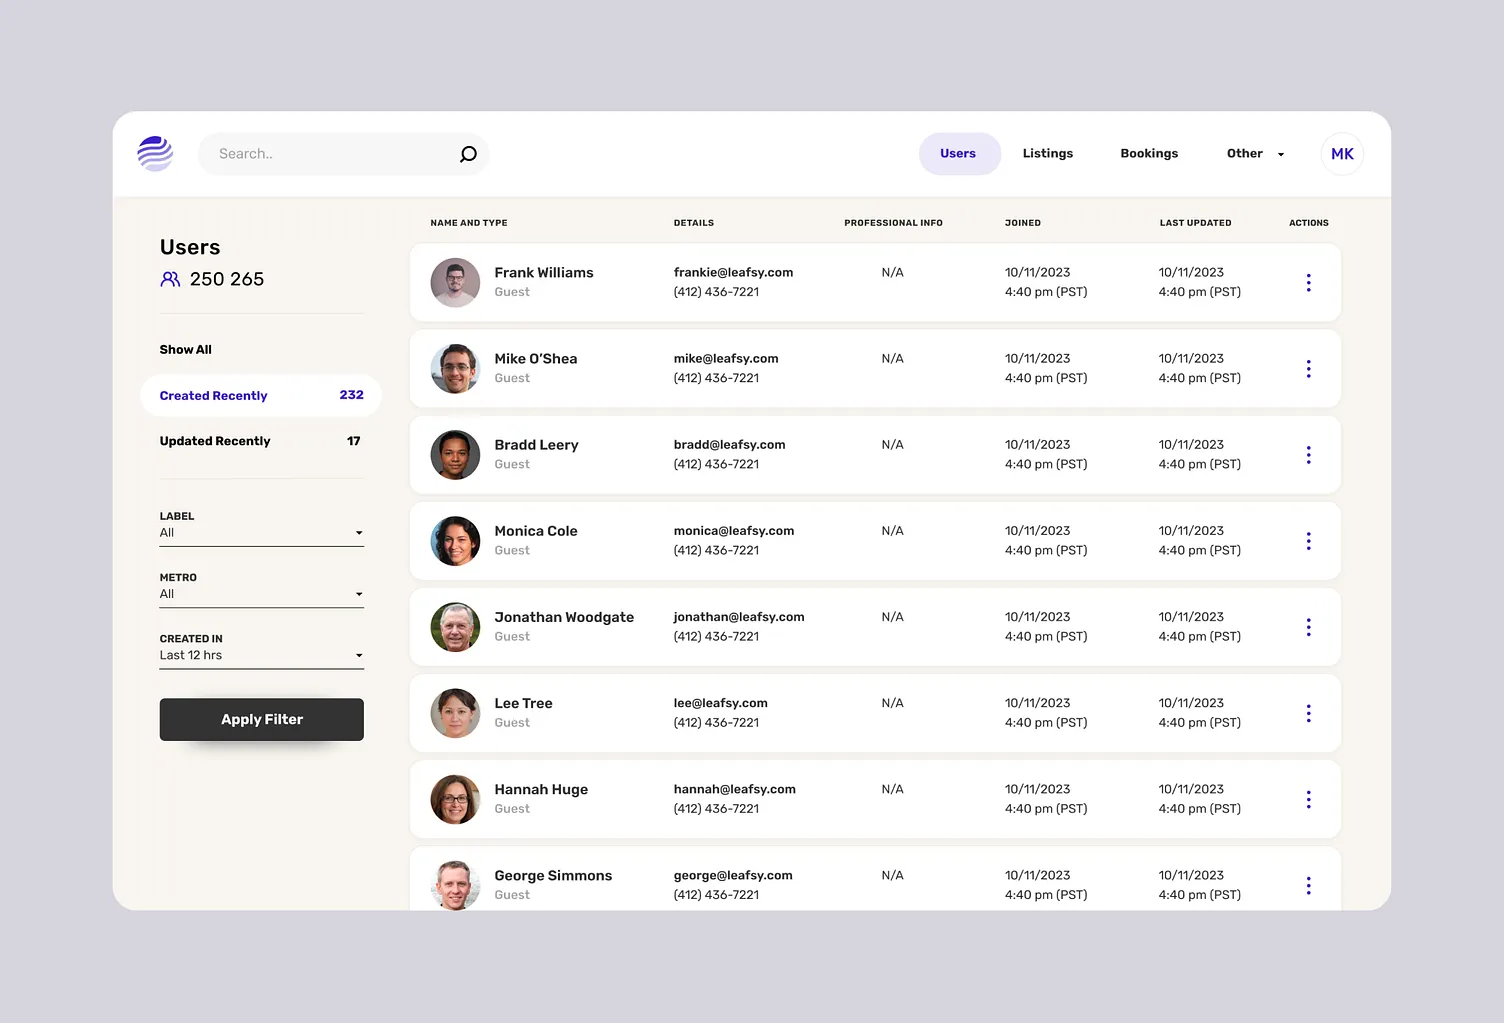 Search..
Users
Listings
Bookings
Other
MK
Users
250 265
Show All
Created Recently 232
Updated Recently 17
LABEL
All
METRO
All
CREATED IN
Last 12 hrs
Apply Filter
NAME AND TYPE DETAILS PROFESSIONAL INFO JOINED LAST UPDATED ACTIONS
Frank Williams frankie@leafsy.com N/A 10/11/2023 10/11/2023
Guest (412) 436-7221 4:40 pm (PST) 4:40 pm (PST)
Mike O’Shea mike@leafsy.com N/A 10/11/2023 10/11/2023
Guest (412) 436-7221 4:40 pm (PST) 4:40 pm (PST)
Bradd Leery bradd@leafsy.com N/A 10/11/2023 10/11/2023
Guest (412) 436-7221 4:40 pm (PST) 4:40 pm (PST)
Monica Cole monica@leafsy.com N/A 10/11/2023 10/11/2023
Guest (412) 436-7221 4:40 pm (PST) 4:40 pm (PST)
Jonathan Woodgate jonathan@leafsy.com N/A 10/11/2023 10/11/2023
Guest (412) 436-7221 4:40 pm (PST) 4:40 pm (PST)
Lee Tree lee@leafsy.com N/A 10/11/2023 10/11/2023
Guest (412) 436-7221 4:40 pm (PST) 4:40 pm (PST)
Hannah Huge hannah@leafsy.com N/A 10/11/2023 10/11/2023
Guest (412) 436-7221 4:40 pm (PST) 4:40 pm (PST)
George Simmons george@leafsy.com N/A 10/11/2023 10/11/2023
Guest (412) 436-7221 4:40 pm (PST) 4:40 pm (PST)